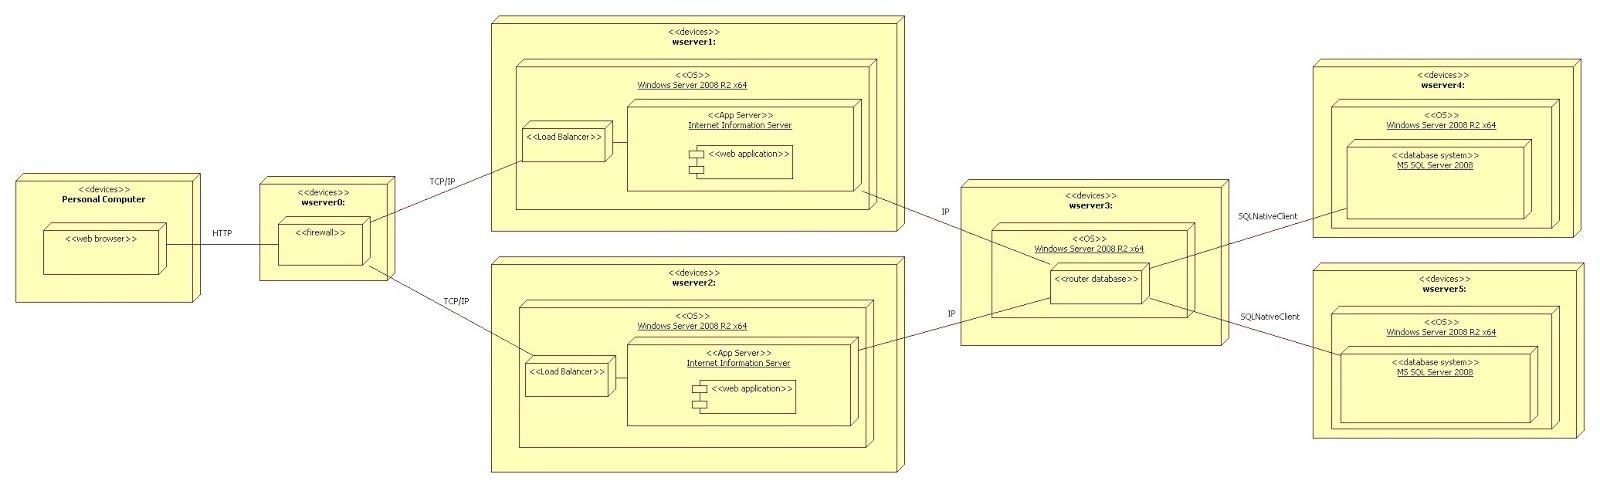 <<devices>>
Personal Computer
<<web browser>>
HTTP
<<devices>>
wserver0:
<<firewall>>
TCP/IP
TCP/IP
<<devices>>
wserver1:
<<OS>>
Windows Server 2008 R2 x64
<<Load Balancer>>
<<App Server>>
Internet Information Server
<<web application>>
<<devices>>
wserver2:
<<OS>>
Windows Server 2008 R2 x64
<<Load Balancer>>
<<App Server>>
Internet Information Server
<<web application>>
IP
IP
<<devices>>
wserver3:
<<OS>>
Windows Server 2008 R2 x64
<<router database>>
SQLNativeClient
SQLNativeClient
<<devices>>
wserver4:
<<OS>>
Windows Server 2008 R2 x64
<<database system>>
MS SQL Server 2008
<<devices>>
wserver5:
<<OS>>
Windows Server 2008 R2 x64
<<database system>>
MS SQL Server 2008